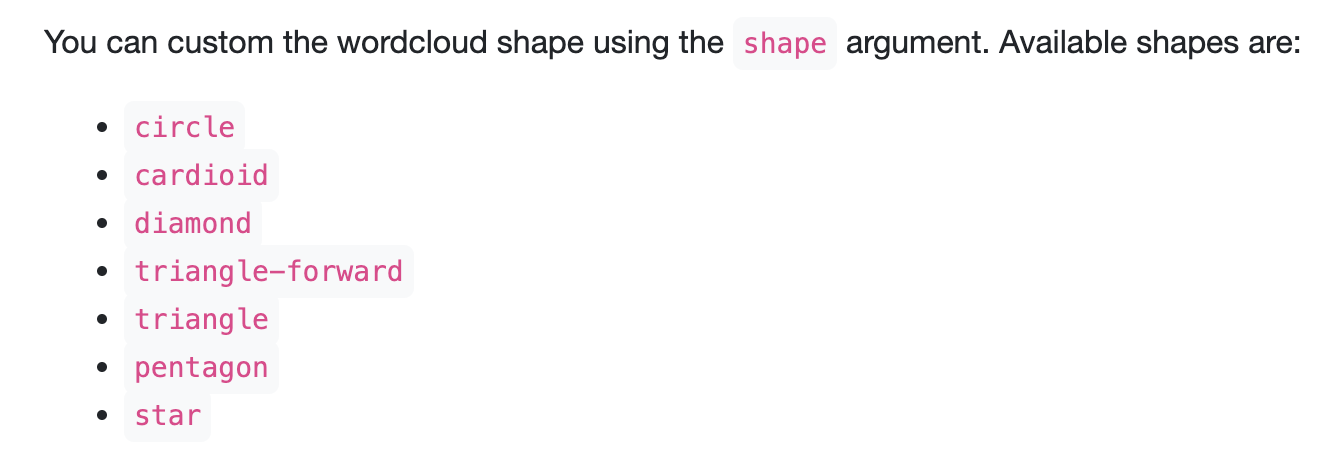 You can custom the wordcloud shape using the shape argument. Available shapes are:
circle
cardioid
diamond
triangle-forward
triangle
pentagon
star